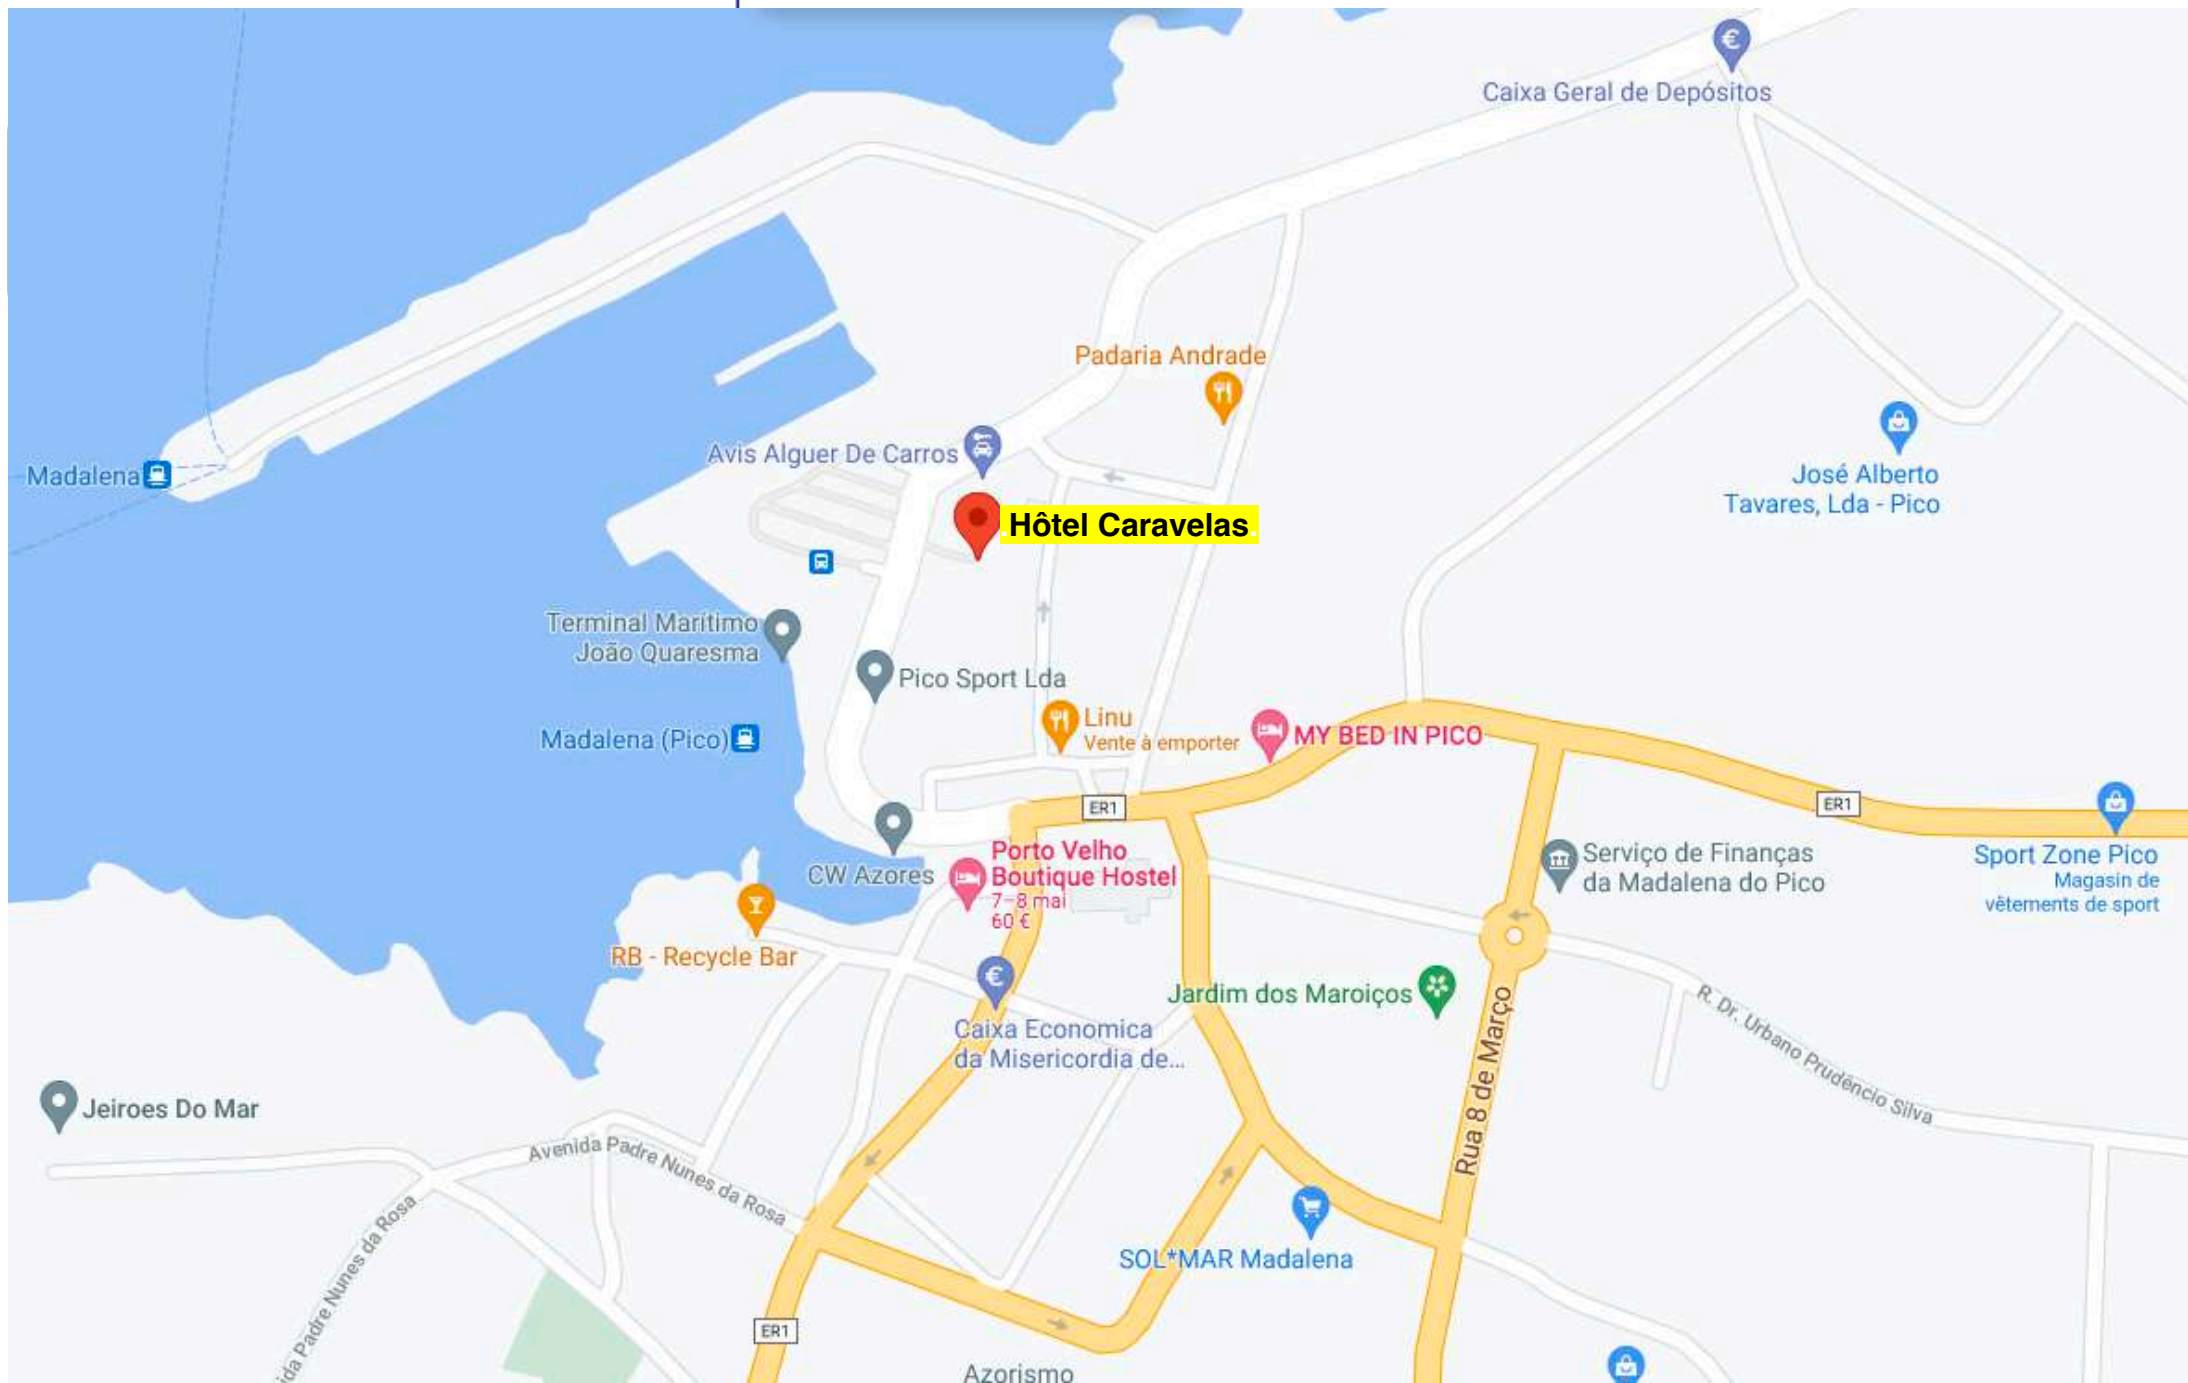 Caixa Geral de Depósitos
Padaria Andrade
Avis Alguer De Carros
Madalena
José Alberto
Tavares, Lda - Pico
Hôtel Caravelas
Terminal Marítimo
João Quaresma
Pico Sport Lda
Linu
Vente à emporter
Madalena (Pico)
MY BED IN PICO
ER1
ER1
CW Azores
Porto Velho
Boutique Hostel
7–8 mai
60 €
Serviço de Finanças
da Madalena do Pico
Sport Zone Pico
Magasin de
vêtements de sport
RB - Recycle Bar
Jardim dos Maroiços
Caixa Economica
da Misericordia de...
R. Dr. Urbano Prudêncio Silva
Rua 8 de Março
Jeiroes Do Mar
Avenida Padre Nunes da Rosa
ida Padre Nunes da Rosa
SOL*MAR Madalena
ER1
Azorismo